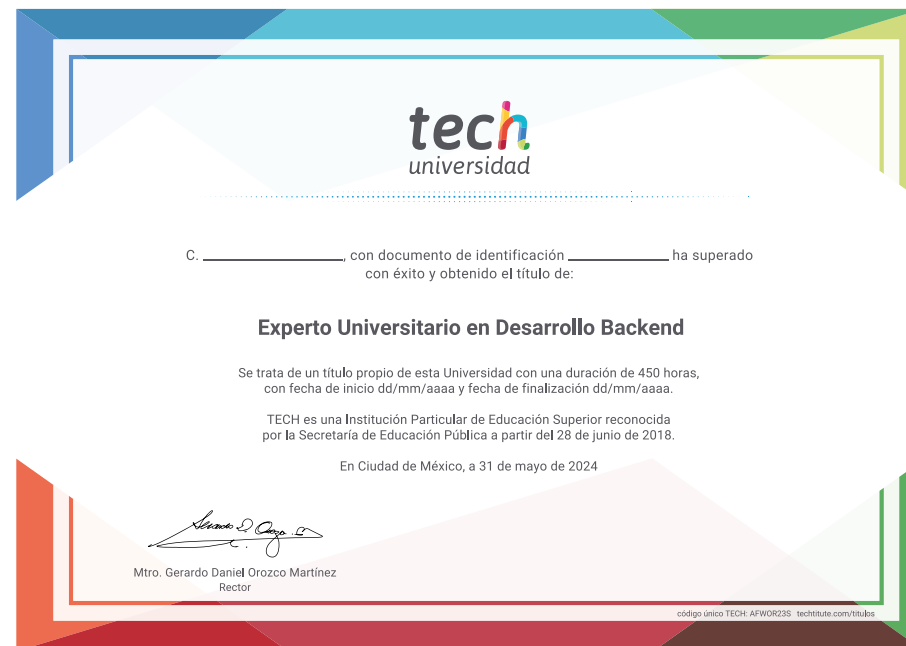 tech
universidad
C. ____________, con documento de identificación ____________ ha superado
con éxito y obtenido el título de:
Experto Universitario en Desarrollo Backend
Se trata de un título propio de esta Universidad con una duración de 450 horas,
con fecha de inicio dd/mm/aaaa y fecha de finalización dd/mm/aaaa.
TECH es una Institución Particular de Educación Superior reconocida
por la Secretaría de Educación Pública a partir del 28 de junio de 2018.
En Ciudad de México, a 31 de mayo de 2024
Mtro. Gerardo Daniel Orozco Martínez
Rector
código único TECH: AFWOR23S techtitute.com/titulos